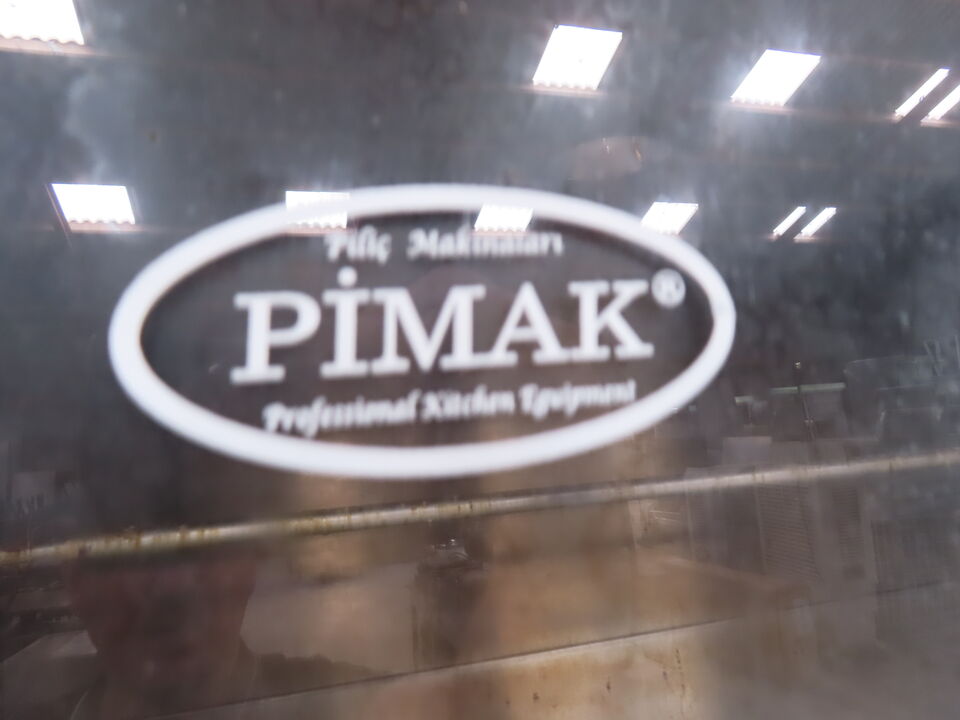 Piliç Makinaları
PİMAK®
Professional Kitchen Equipment